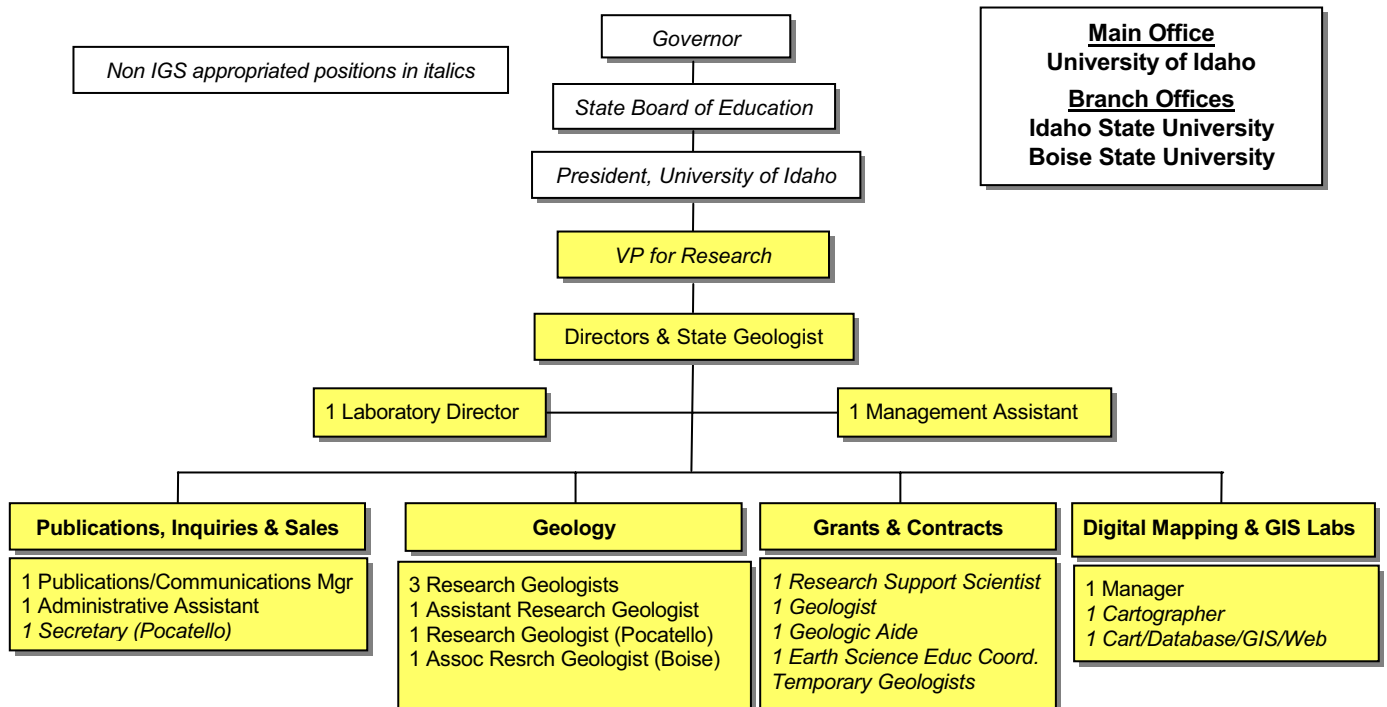 Governor
Non IGS appropriated positions in italics
Main Office
University of Idaho
Branch Offices
Idaho State University
Boise State University
State Board of Education
President, University of Idaho
VP for Research
Directors & State Geologist
1 Laboratory Director
1 Management Assistant
Publications, Inquiries & Sales
1 Publications/Communications Mgr
1 Administrative Assistant
1 Secretary (Pocatello)
Geology
3 Research Geologists
1 Assistant Research Geologist
1 Research Geologist (Pocatello)
1 Assoc Resrch Geologist (Boise)
Grants & Contracts
1 Research Support Scientist
1 Geologist
1 Geologic Aide
1 Earth Science Educ Coord.
Temporary Geologists
Digital Mapping & GIS Labs
1 Manager
1 Cartographer
1 Cart/Database/GIS/Web